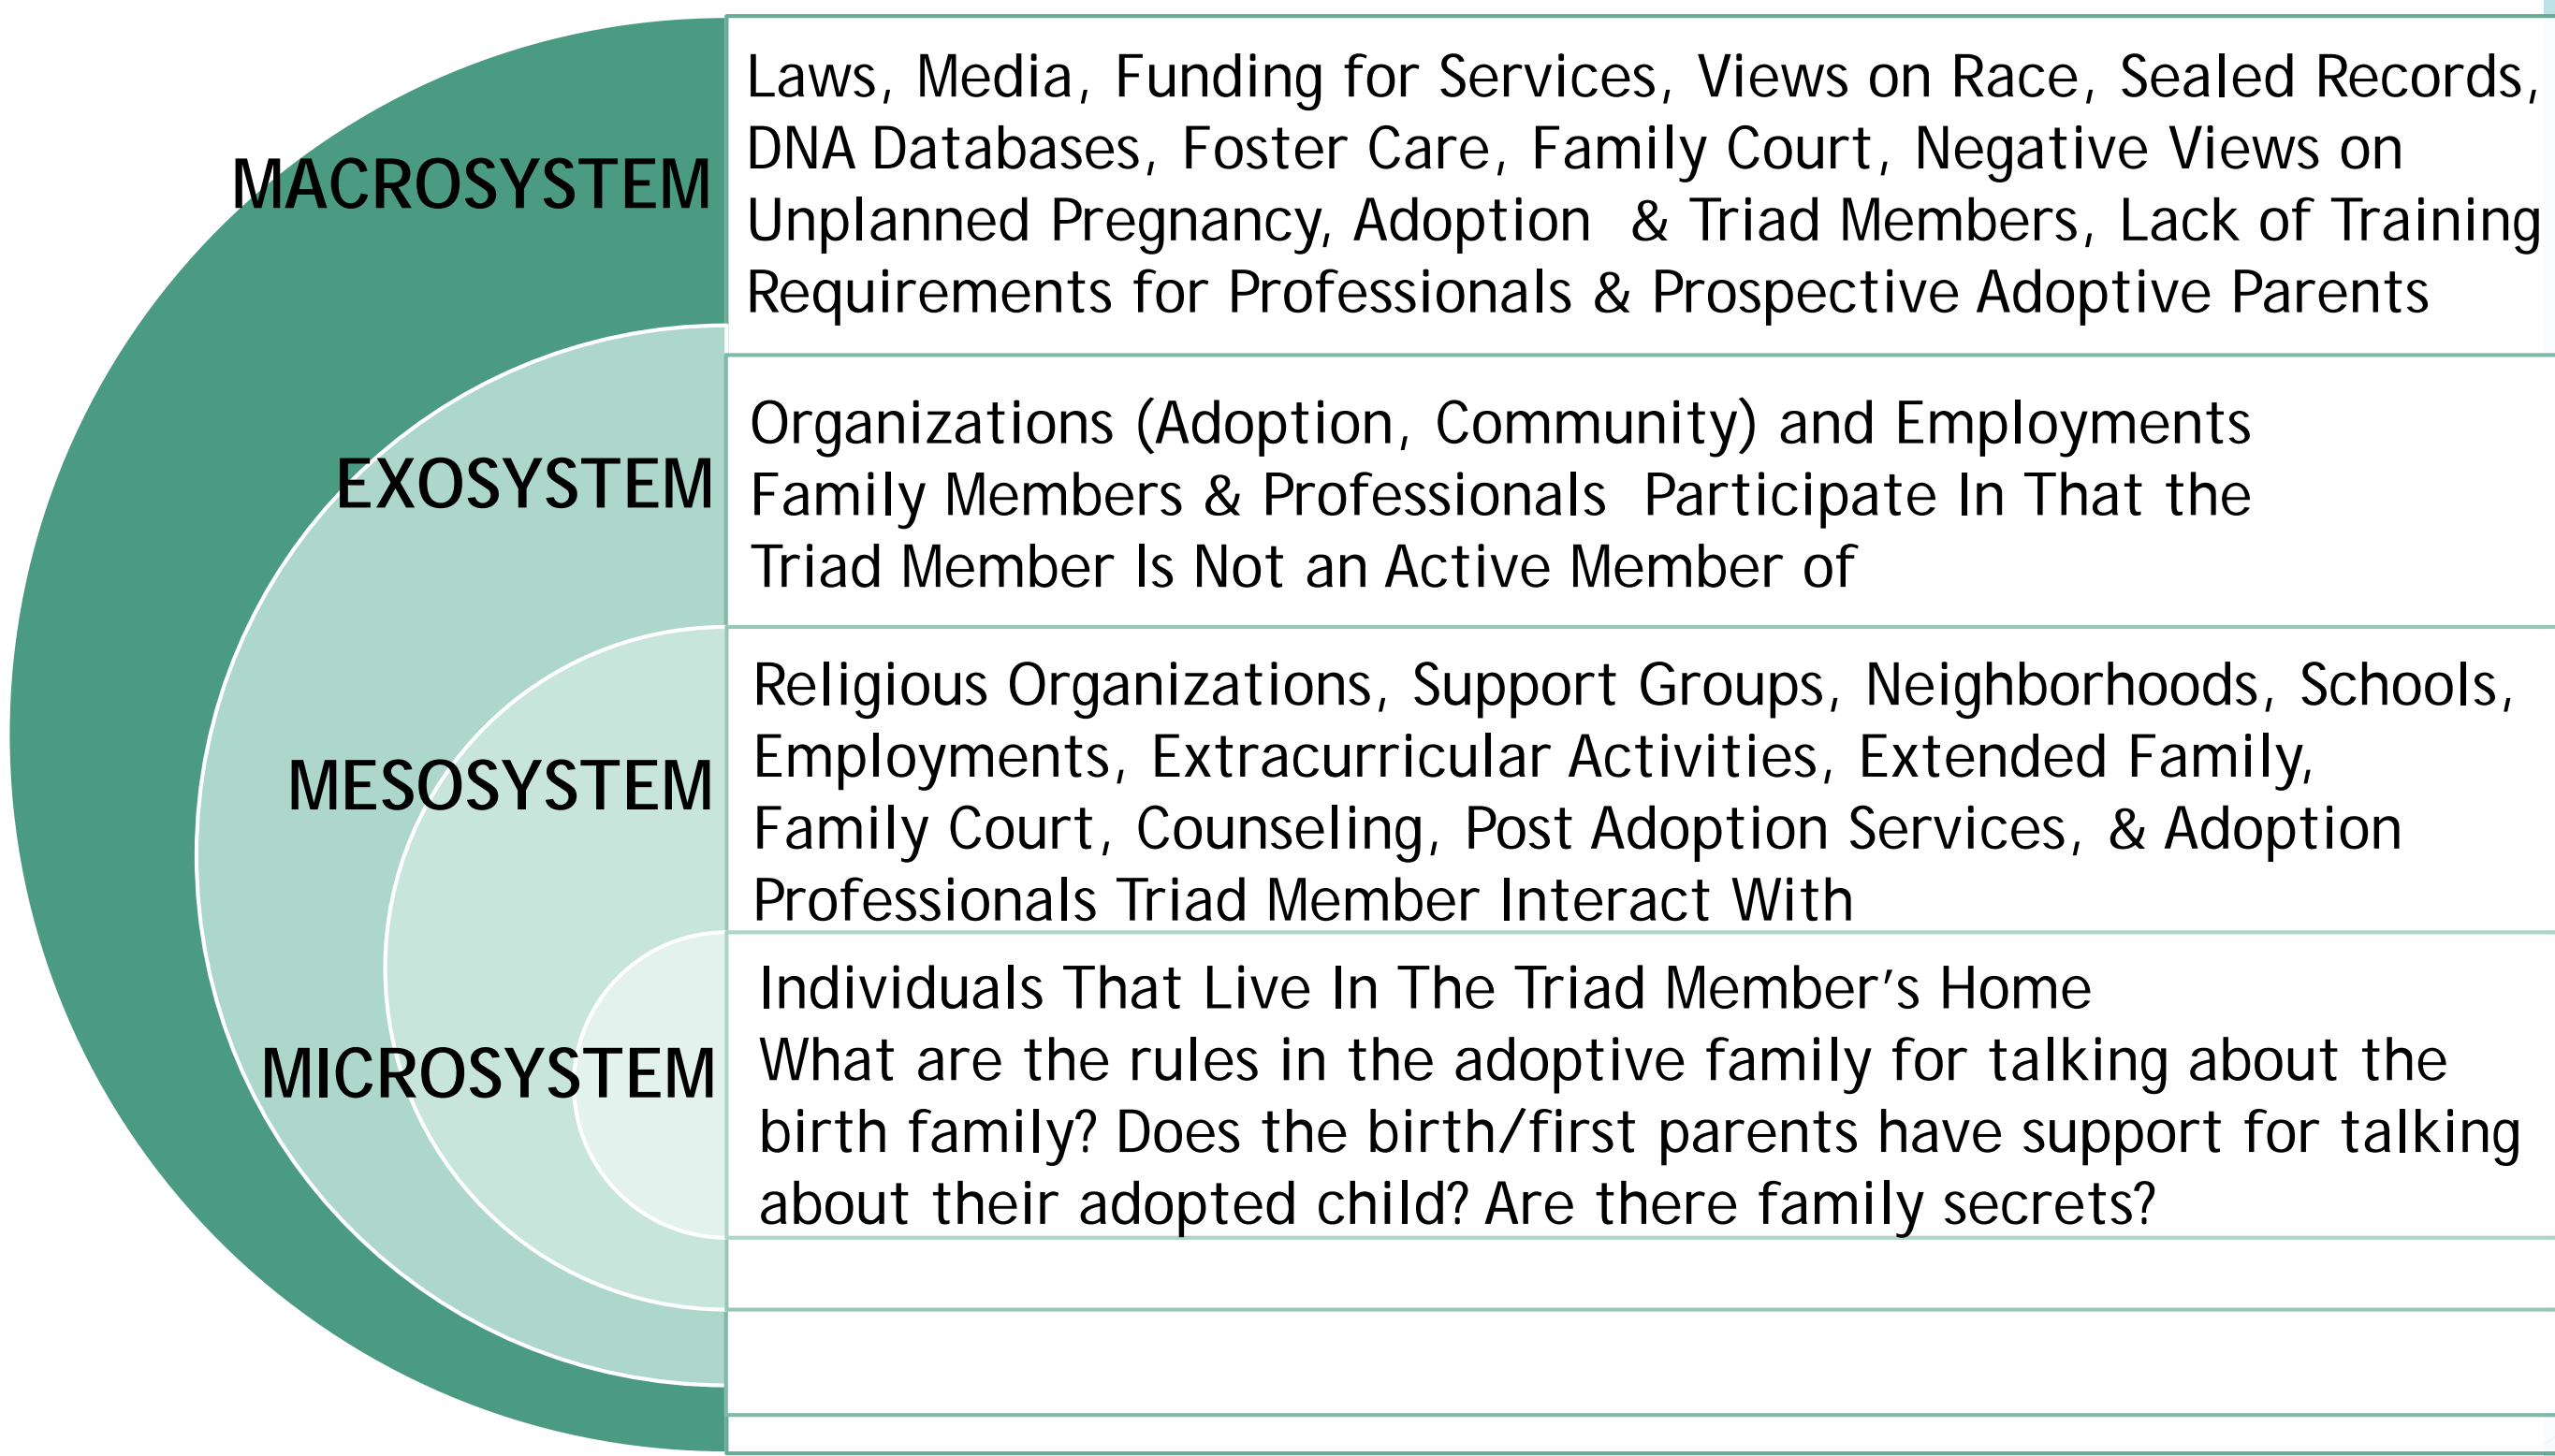 MACROSYSTEM
Laws, Media, Funding for Services, Views on Race, Sealed Records,
DNA Databases, Foster Care, Family Court, Negative Views on
Unplanned Pregnancy, Adoption & Triad Members, Lack of Training
Requirements for Professionals & Prospective Adoptive Parents
EXOSYSTEM
Organizations (Adoption, Community) and Employments
Family Members & Professionals Participate In That the
Triad Member Is Not an Active Member of
MESOSYSTEM
Religious Organizations, Support Groups, Neighborhoods, Schools,
Employments, Extracurricular Activities, Extended Family,
Family Court, Counseling, Post Adoption Services, & Adoption
Professionals Triad Member Interact With
MICROSYSTEM
Individuals That Live In The Triad Member’s Home
What are the rules in the adoptive family for talking about the
birth family? Does the birth/first parents have support for talking
about their adopted child? Are there family secrets?